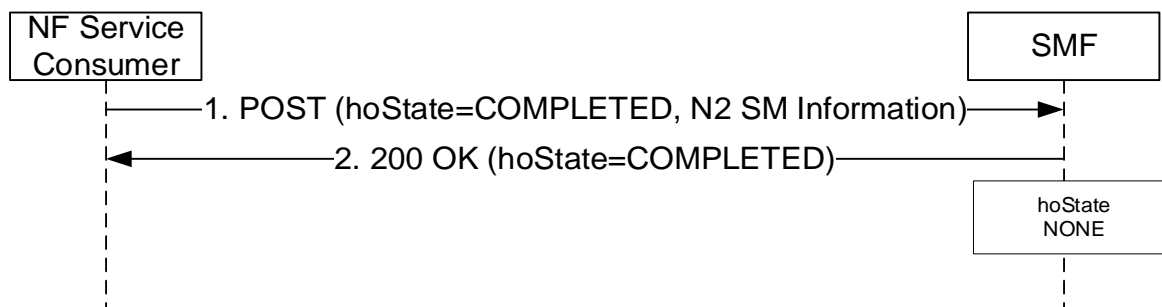 NF Service
Consumer
SMF
1. POST (hoState=COMPLETED, N2 SM Information)
2. 200 OK (hoState=COMPLETED)
hoState
NONE